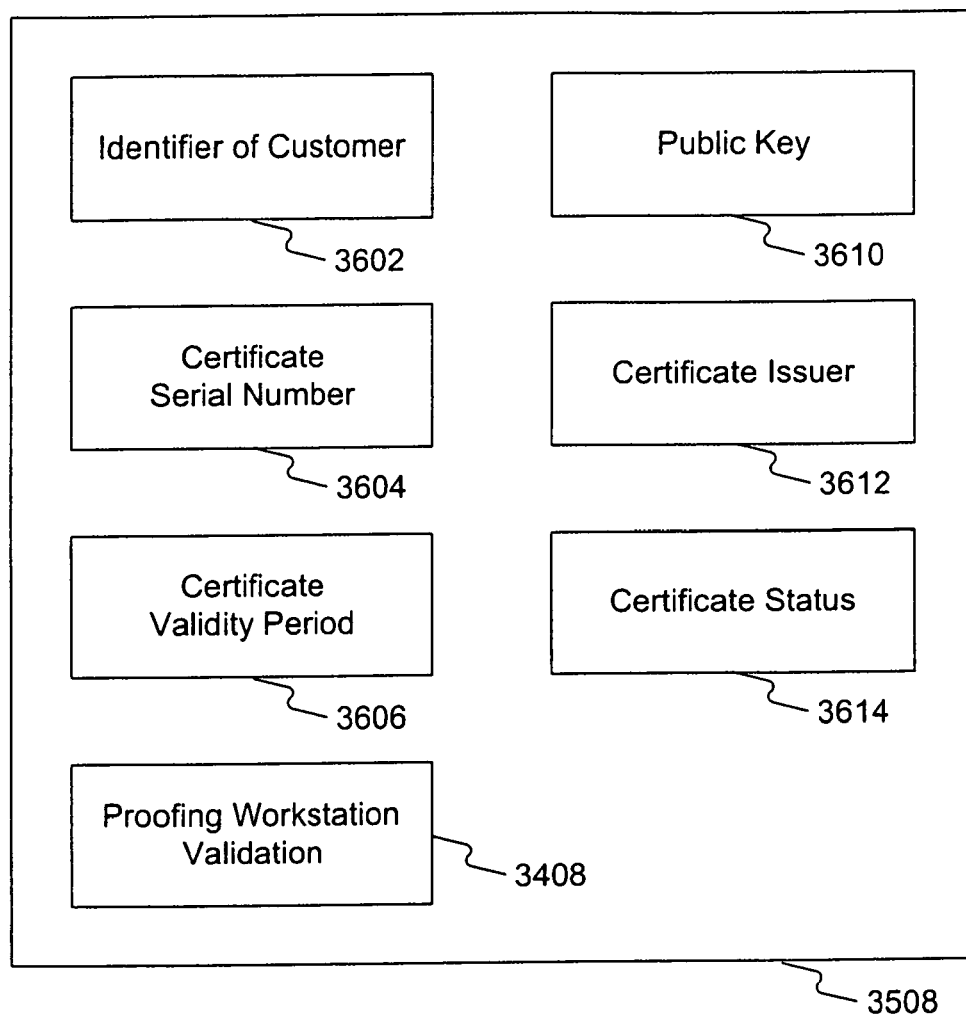 Identifier of Customer
3602
Public Key
3610
Certificate
Serial Number
3604
Certificate Issuer
3612
Certificate
Validity Period
3606
Certificate Status
3614
Proofing Workstation
Validation
3408
3508